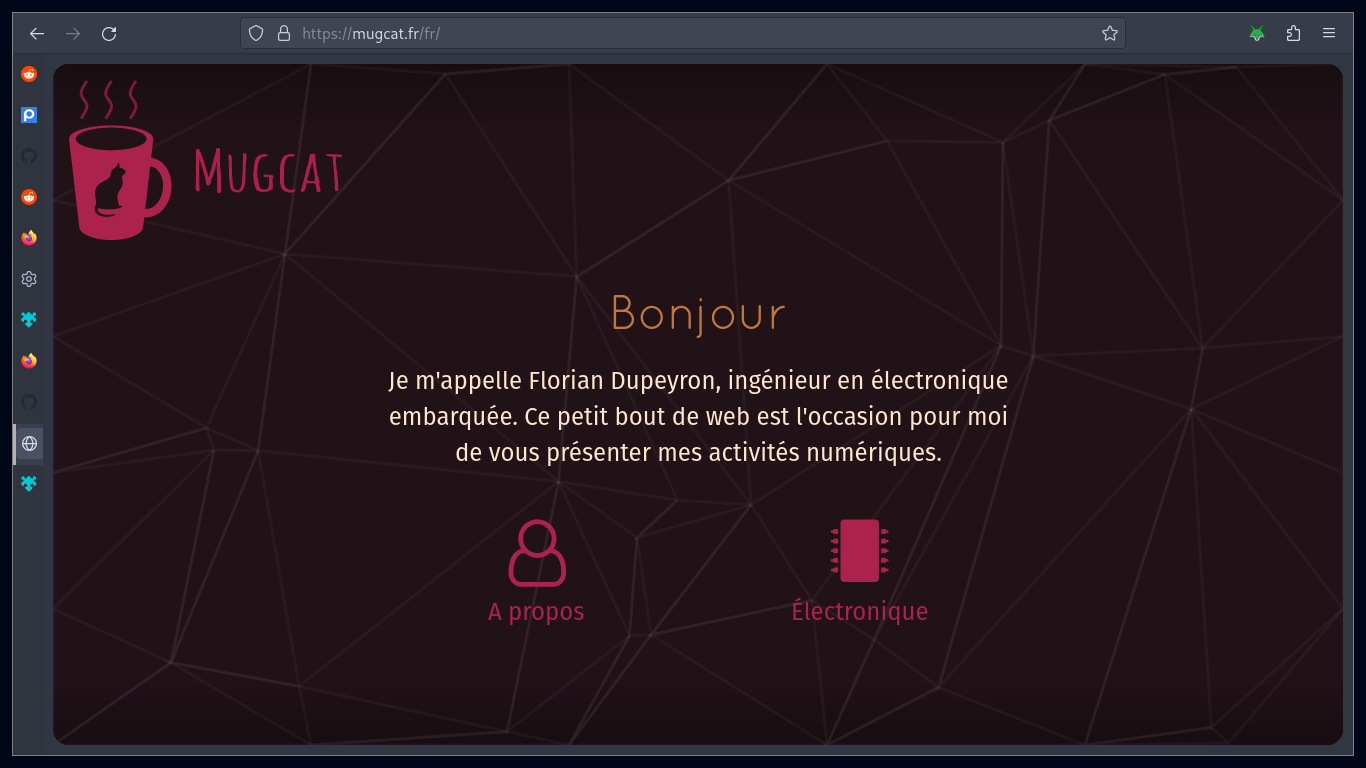 https://mugcat.fr/fr/
Mugcat
Bonjour
Je m'appelle Florian Dupeyron, ingénieur en électronique
embarquée. Ce petit bout de web est l'occasion pour moi
de vous présenter mes activités numériques.
A propos
Électronique